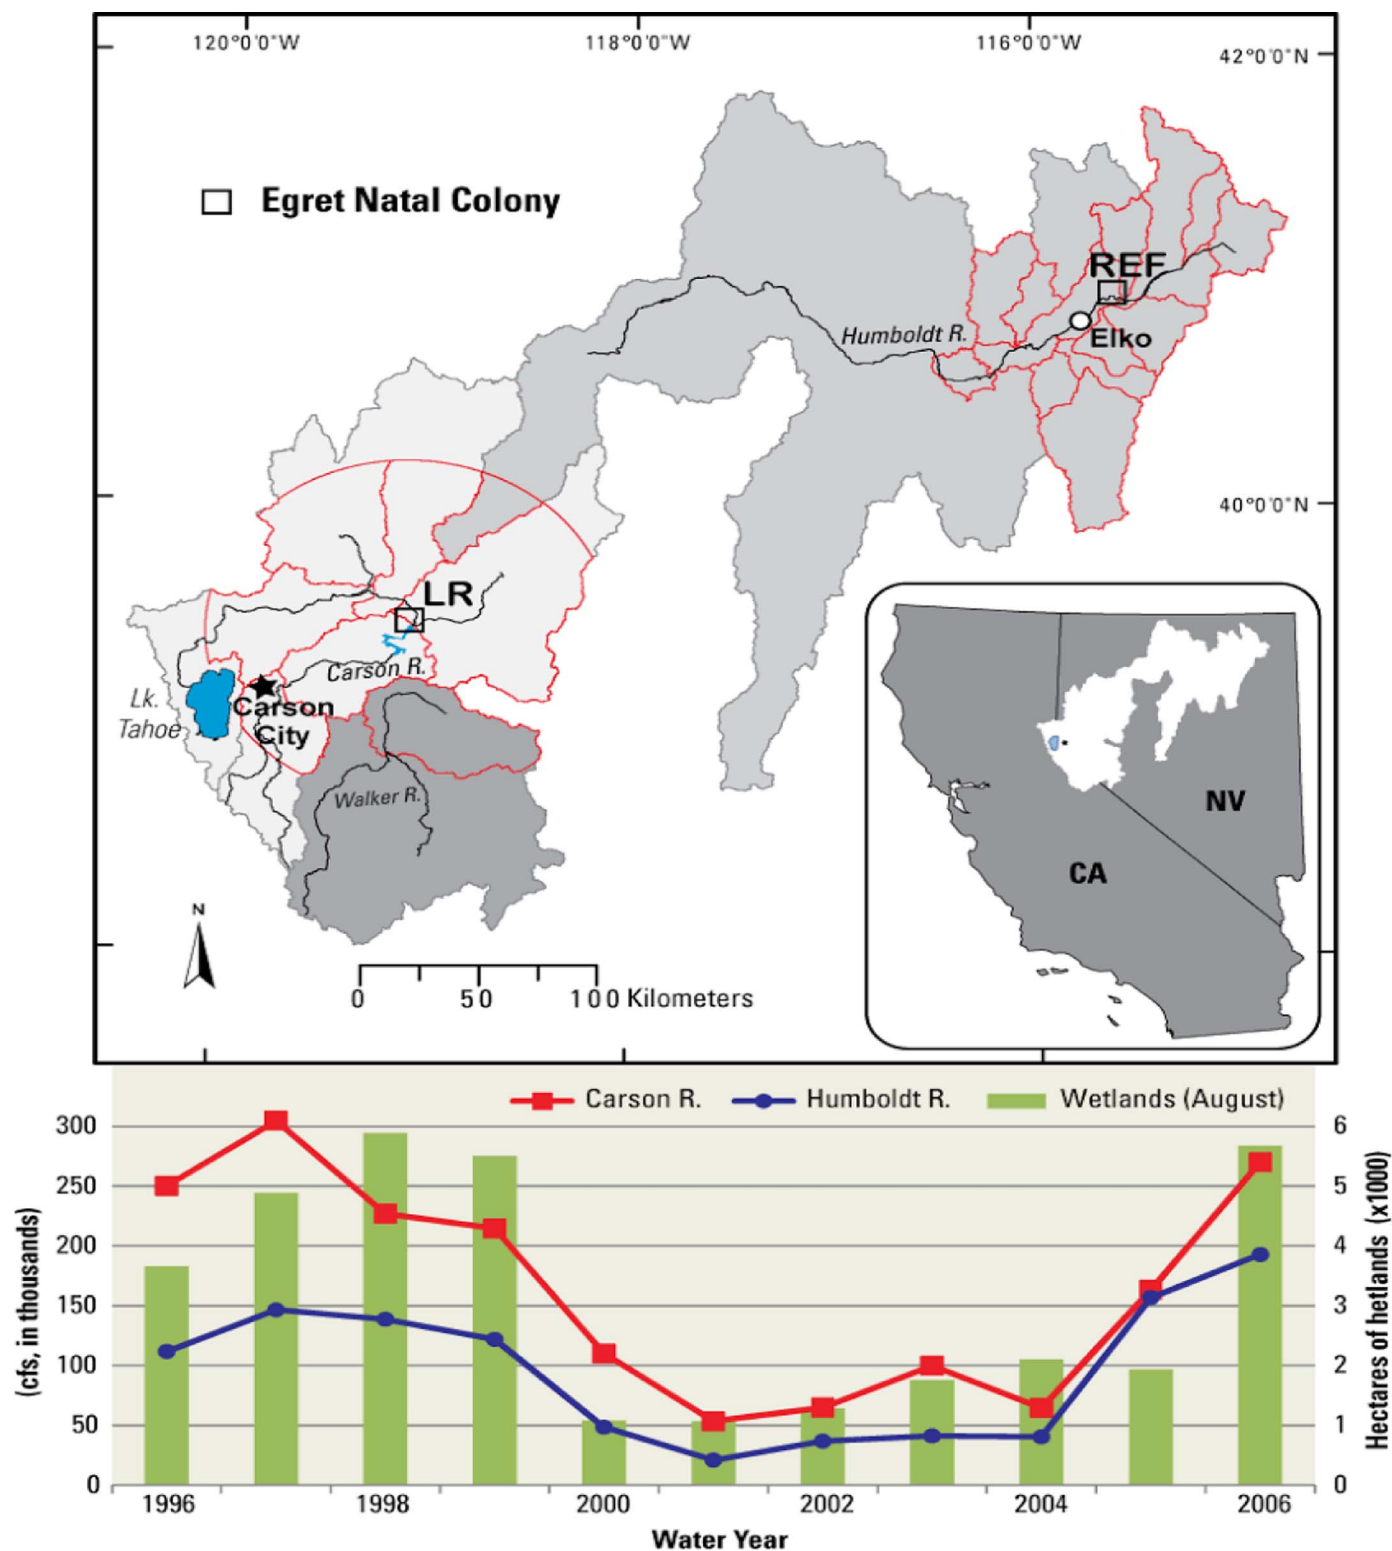 120°0'0"W 118°0'0"W 116°0'0"W
42°0'0"N
Egret Natal Colony
REF
Humboldt R.
Elko
40°0'0"N
LR
Carson R.
Lk.
Tahoe
Carson
City
Walker R.
NV
CA
N
0 50 100 Kilometers
Carson R. Humboldt R. Wetlands (August)
300 6
250 5
200 4
150 3
100 2
50 1
0 0
(cfs, in thousands)
Hectares of hetlands (x1000)
1996 1998 2000 2002 2004 2006
Water Year